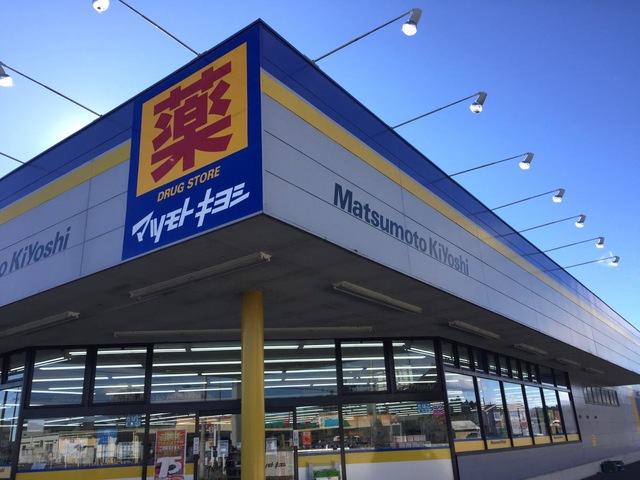 薬
DRUG STORE
マツモトキヨシ
Matsumoto KiYoshi
o KiYoshi